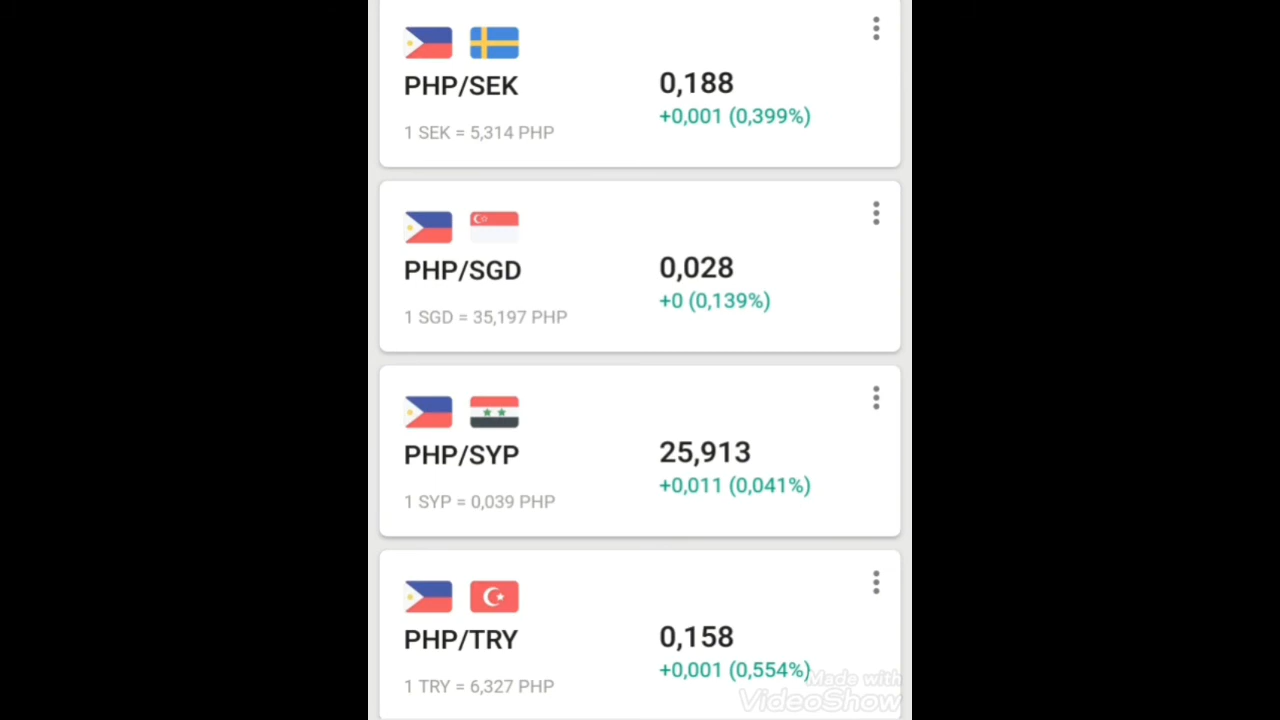 PHP/SEK
0,188
+0,001 (0,399%)
1 SEK = 5,314 PHP
PHP/SGD
0,028
+0 (0,139%)
1 SGD = 35,197 PHP
PHP/SYP
25,913
+0,011 (0,041%)
1 SYP = 0,039 PHP
PHP/TRY
0,158
+0,001 (0,554%)
1 TRY = 6,327 PHP
Made with
VideoShow